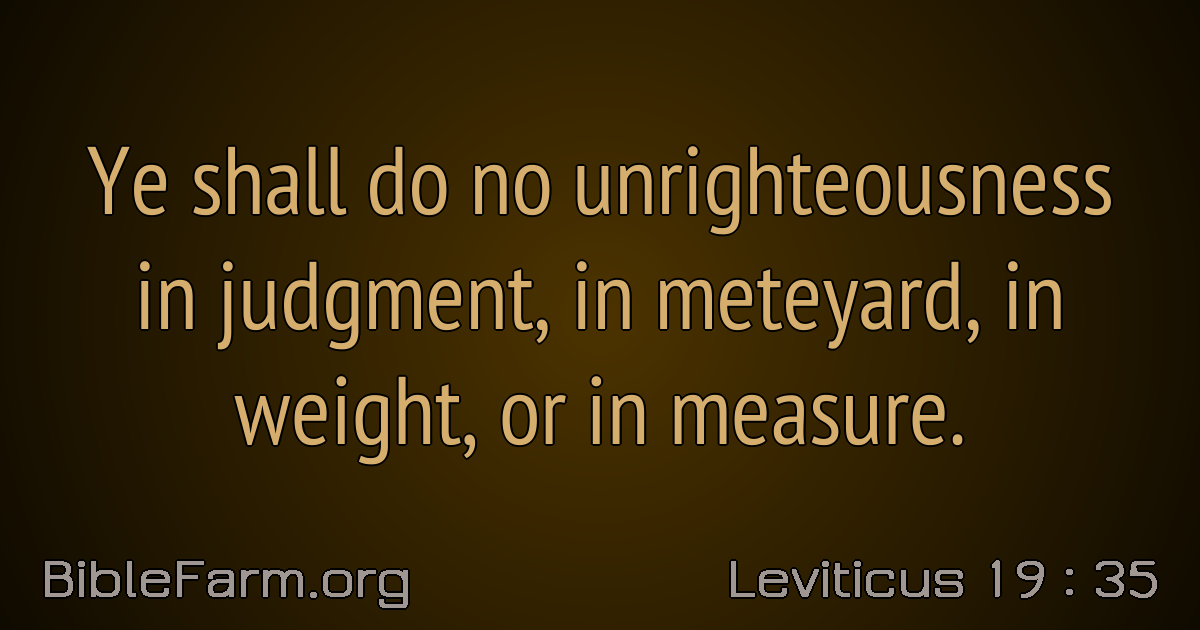 Ye shall do no unrighteousness
in judgment, in meteyard, in
weight, or in measure.
BibleFarm.org
Leviticus 19 : 35